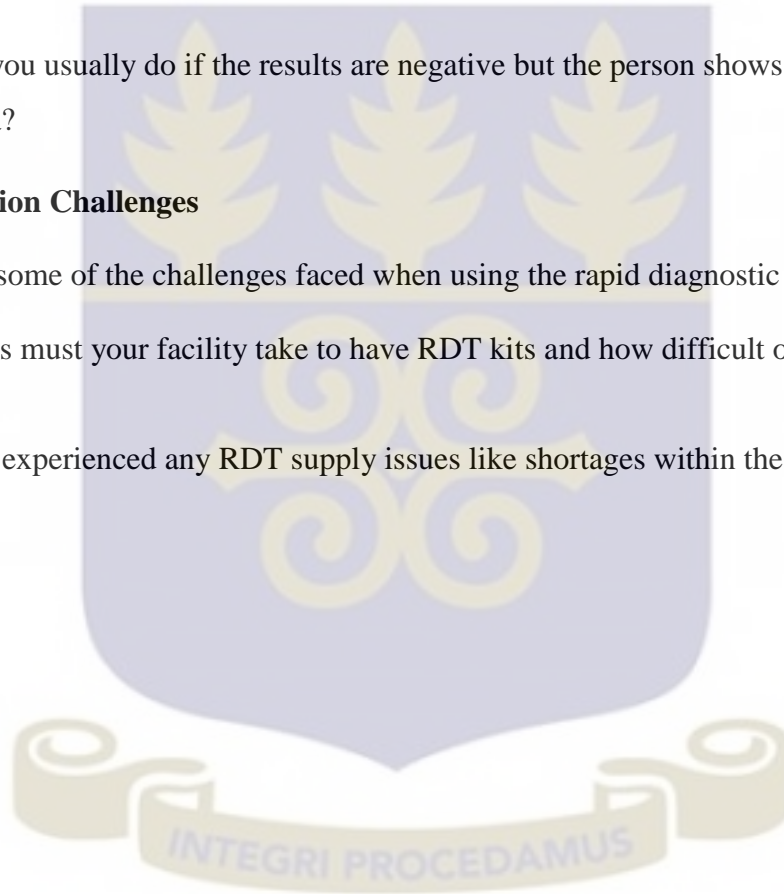 you usually do if the results are negative but the person shows
?
ion Challenges
some of the challenges faced when using the rapid diagnostic
s must your facility take to have RDT kits and how difficult o
experienced any RDT supply issues like shortages within the
INTEGRI PROCEDAMUS